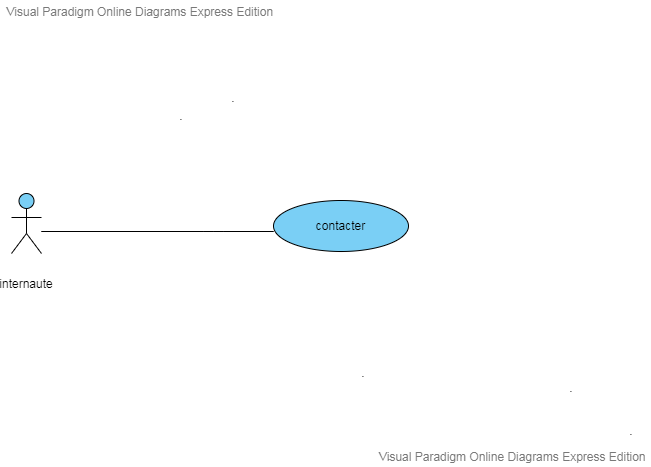 Visual Paradigm Online Diagrams Express Edition
contacter
internaute
Visual Paradigm Online Diagrams Express Edition